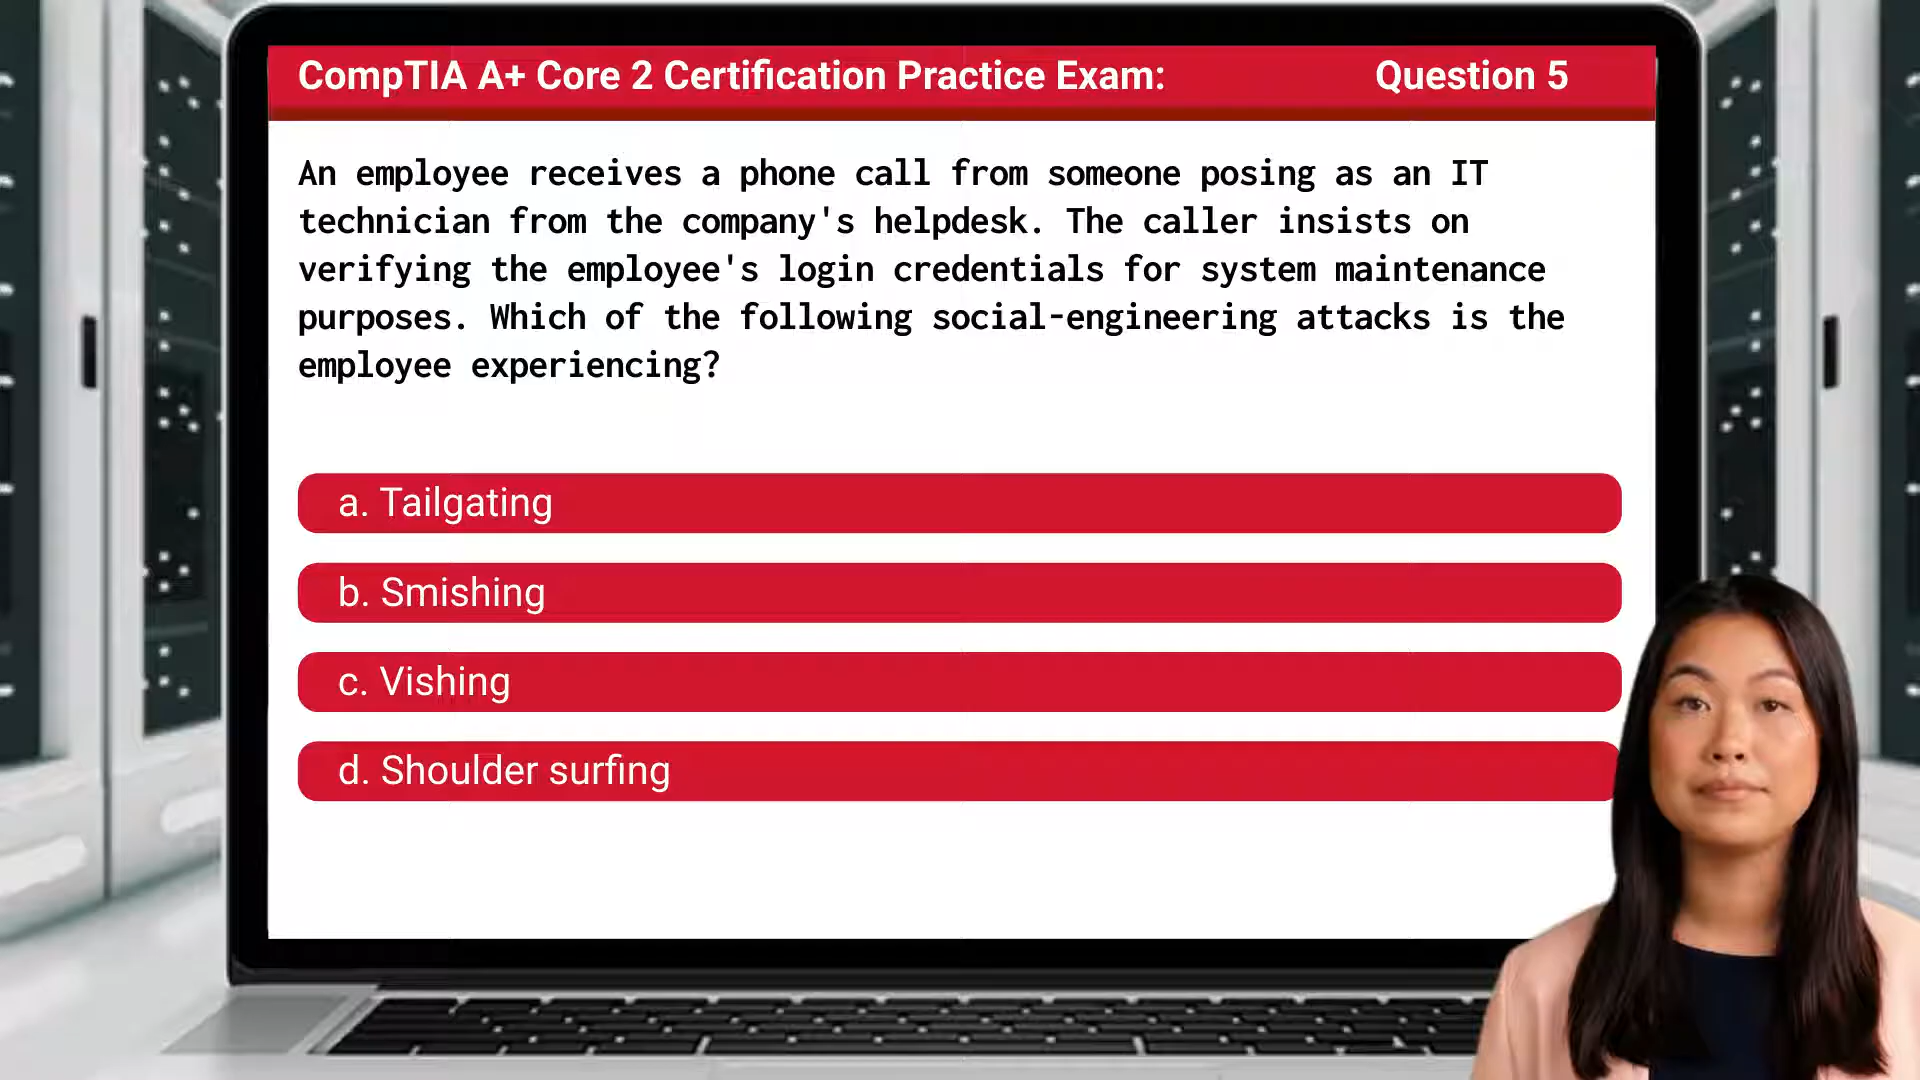 CompTIA A+ Core 2 Certification Practice Exam: Question 5
An employee receives a phone call from someone posing as an IT
technician from the company's helpdesk. The caller insists on
verifying the employee's login credentials for system maintenance
purposes. Which of the following social-engineering attacks is the
employee experiencing?
a. Tailgating
b. Smishing
c. Vishing
d. Shoulder surfing